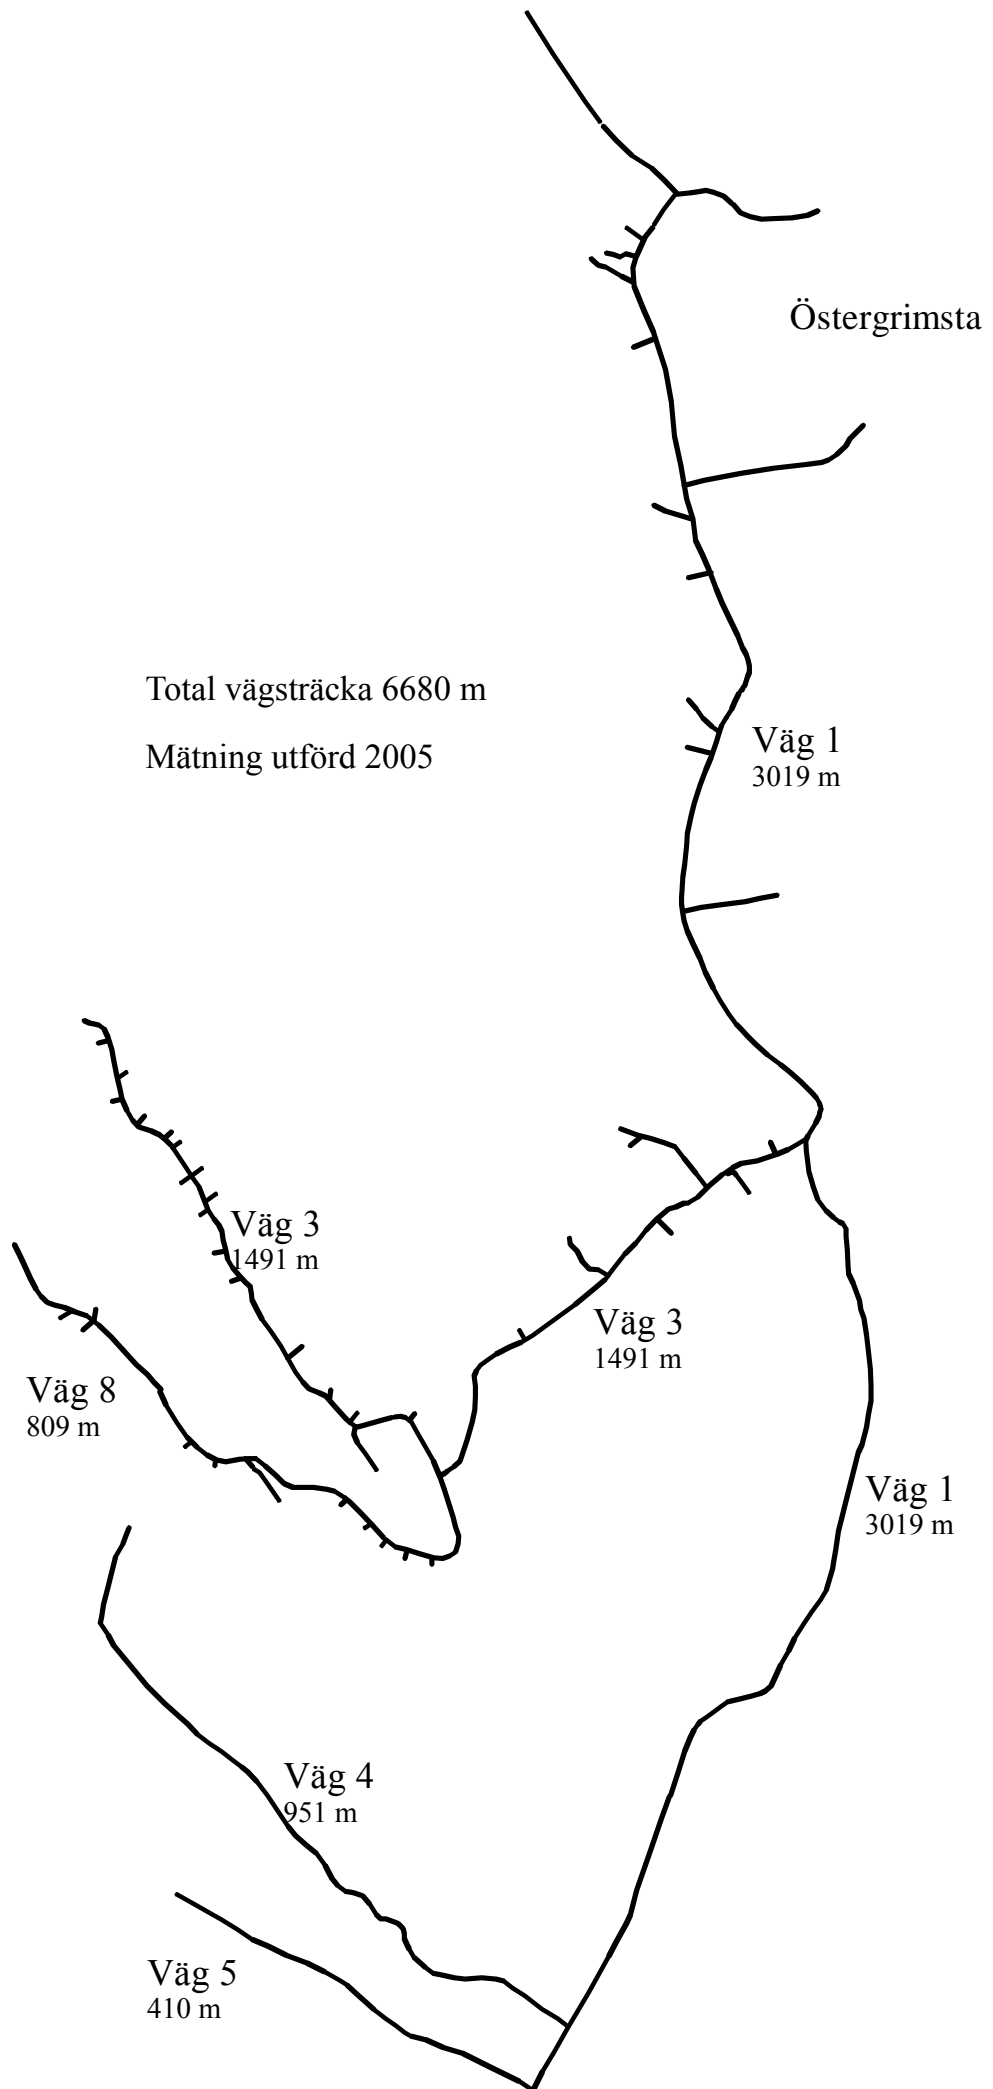 Östergrimsta
Total vägsträcka 6680 m
Mätning utförd 2005
Väg 1
3019 m
Väg 3
1491 m
Väg 3
1491 m
Väg 8
809 m
Väg 1
3019 m
Väg 4
951 m
Väg 5
410 m